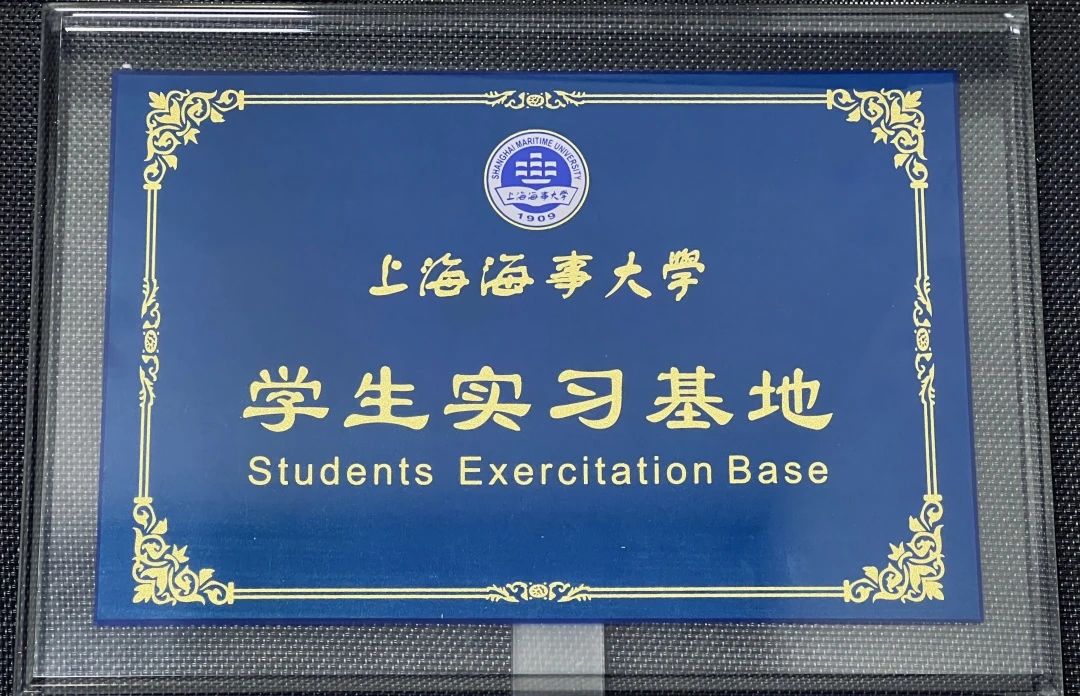 SHANGHAI MARITIME UNIVERSITY
上海海事大学
1909
上海海事大學
学生实习基地
Students Exercitation Base